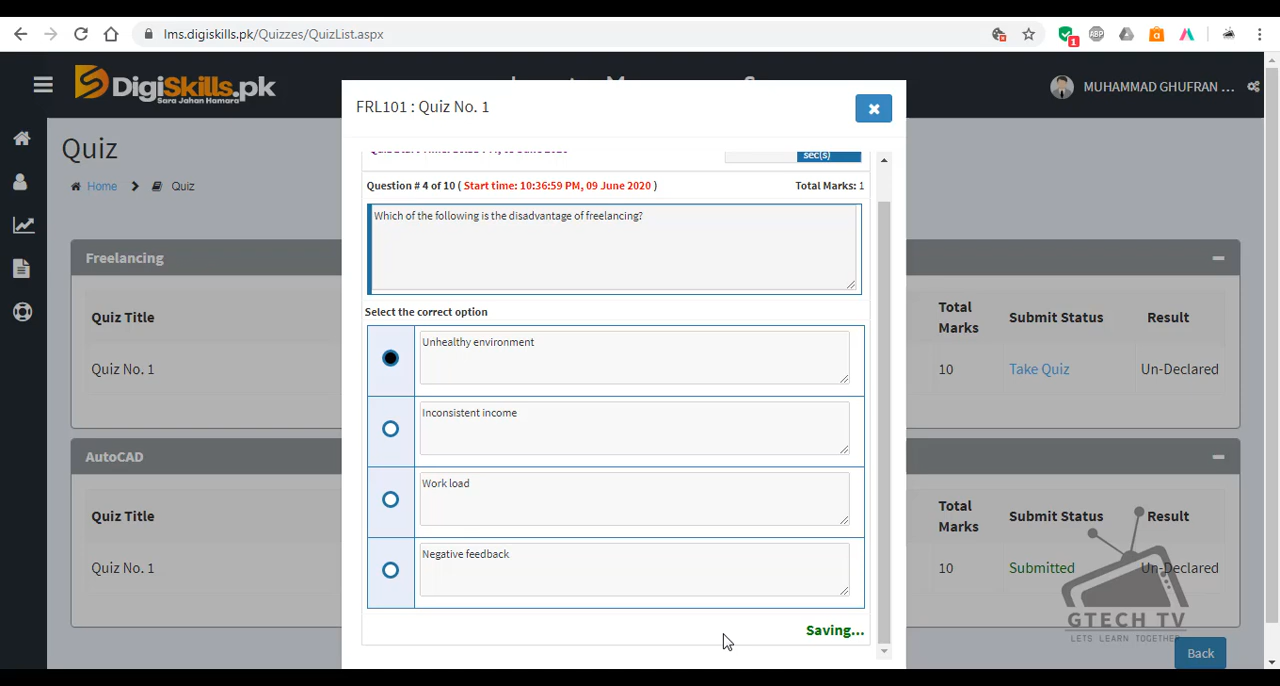 lms.digiskills.pk/Quizzes/QuizList.aspx
1
ABP
DigiSkills.pk
Sara Jahan Hamara
MUHAMMAD GHUFRAN ...
FRL101 : Quiz No. 1
Quiz
Home
Quiz
sec(s)
Question # 4 of 10 ( Start time: 10:36:59 PM, 09 June 2020 )
Total Marks: 1
Which of the following is the disadvantage of freelancing?
Select the correct option
Unhealthy environment
Inconsistent income
Work load
Negative feedback
Saving...
Freelancing
Quiz Title
Total Marks
Submit Status
Result
Quiz No. 1
10
Take Quiz
Un-Declared
AutoCAD
Quiz Title
Total Marks
Submit Status
Result
Quiz No. 1
10
Submitted
Un-Declared
GTECH TV
LETS LEARN TOGETHER
Back